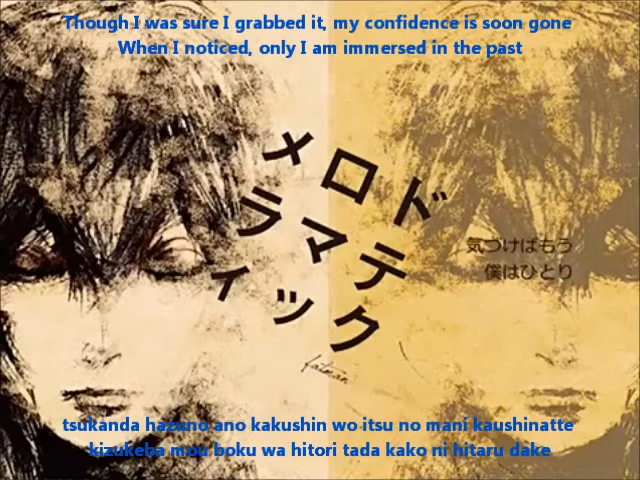 Though I was sure I grabbed it, my confidence is soon gone
When I noticed, only I am immersed in the past
メロド
ラマテ
ィック
気づけばもう
僕はひとり
tsukanda hazuno ano kakushin wo itsu no mani kaushinatte
kizukeba mou boku wa hitori tada kako ni hitaru dake